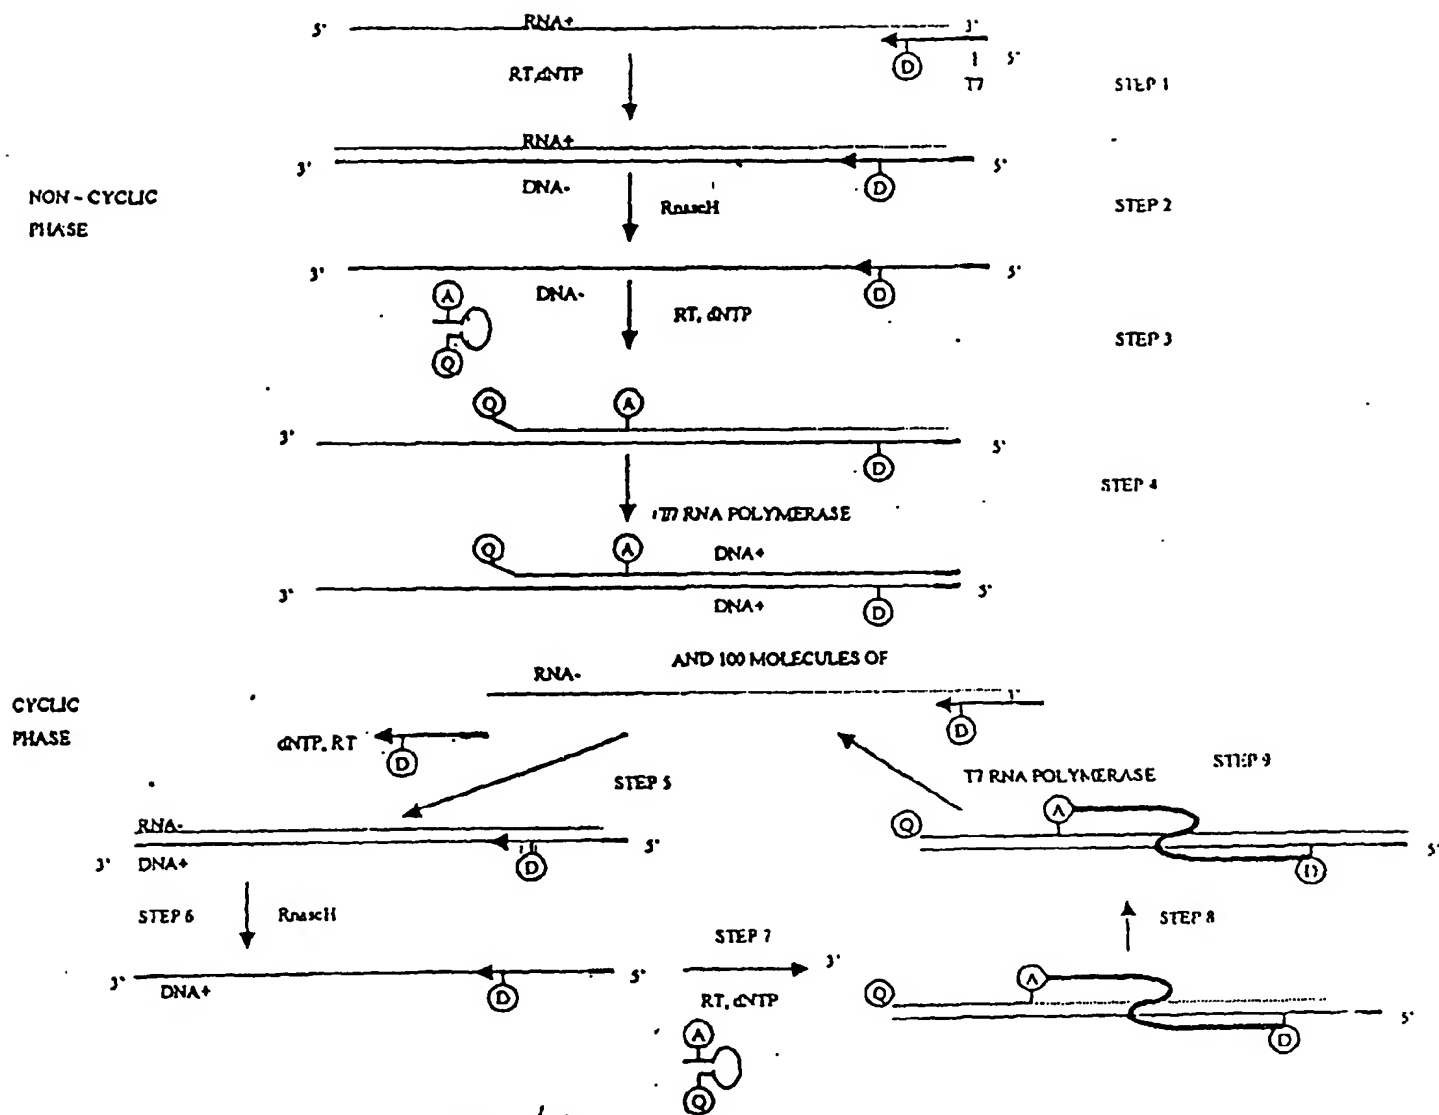 5' RNA+ 3'
D T7 5'
RT,dNTP STEP 1
RNA+
3' 5'
DNA- D
NON-CYCLIC PHASE
RnaseH STEP 2
3' 5'
DNA- D
A
RT, dNTP
Q STEP 3
Q A
3' 5'
D
STEP 4
T7 RNA POLYMERASE
Q A DNA+
3' 5'
DNA+ D
AND 100 MOLECULES OF
RNA-
CYCLIC PHASE
D
dNTP, RT
D
STEP 5
T7 RNA POLYMERASE STEP 9
RNA-
3' DNA+ 5'
D
Q A
5'
D
STEP 6 RnaseH
STEP 7
STEP 8
3' 5'
DNA+ D
RT, dNTP
3'
Q A
5'
D
A
Q